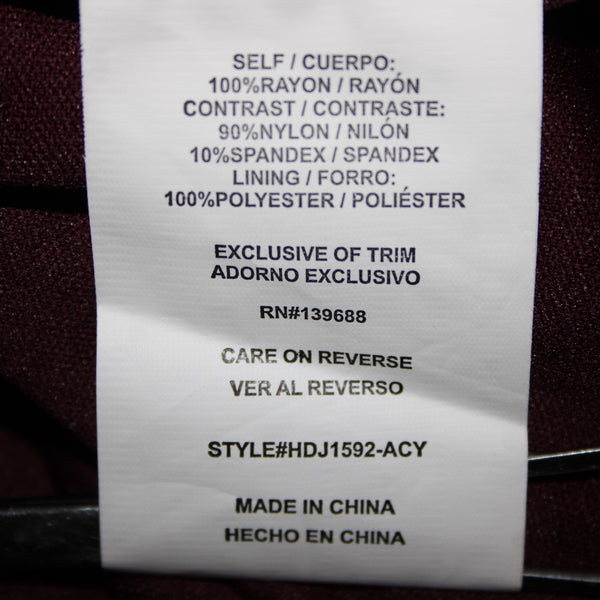 SELF / CUERPO:
100%RAYON / RAYÓN
CONTRAST / CONTRASTE:
90%NYLON / NILÓN
10%SPANDEX / SPANDEX
LINING / FORRO:
100%POLYESTER / POLIÉSTER
EXCLUSIVE OF TRIM
ADORNO EXCLUSIVO
RN#139688
CARE ON REVERSE
VER AL REVERSO
STYLE#HDJ1592-ACY
MADE IN CHINA
HECHO EN CHINA